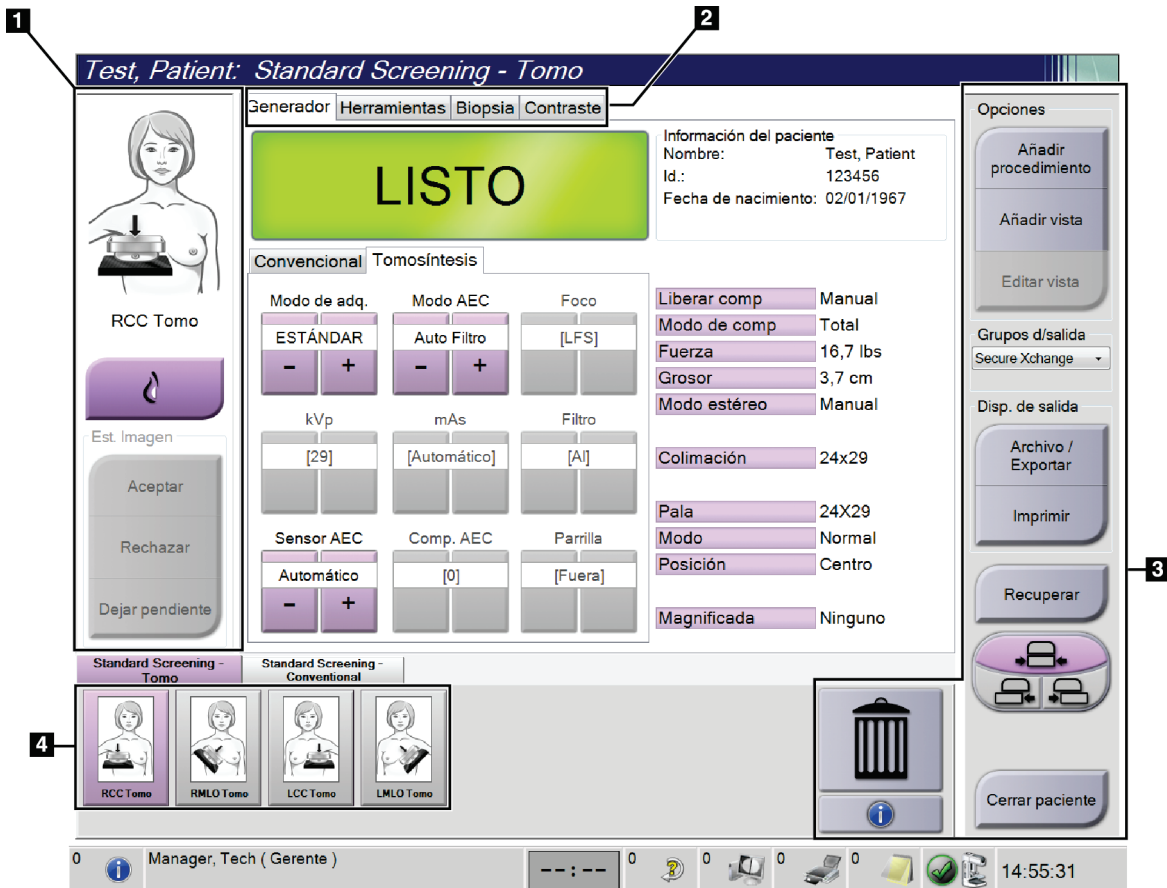 1
2
Test, Patient: Standard Screening - Tomo
Generador Herramientas Biopsia Contraste
LISTO
Información del paciente
Nombre: Test, Patient
Id.: 123456
Fecha de nacimiento: 02/01/1967
RCC Tomo
Est. Imagen
Aceptar
Rechazar
Dejar pendiente
Convencional Tomosíntesis
Modo de adq. Modo AEC Foco
ESTÁNDAR Auto Filtro [LFS]
- + - +
kVp mAs Filtro
[29] [Automático] [Al]
Sensor AEC Comp. AEC Parrilla
Automático [0] [Fuera]
- +
Liberar comp Manual
Modo de comp Total
Fuerza 16,7 lbs
Grosor 3,7 cm
Modo estéreo Manual
Colimación 24x29
Pala 24X29
Modo Normal
Posición Centro
Magnificada Ninguno
Opciones
Añadir
procedimiento
Añadir vista
Editar vista
Grupos d/salida
Secure Xchange
Disp. de salida
Archivo /
Exportar
Imprimir
3
Recuperar
Cerrar paciente
Standard Screening -
Tomo
Standard Screening -
Conventional
4
RCC Tomo RMLO Tomo LCC Tomo LMLO Tomo
0 Manager, Tech ( Gerente ) --:-- 0 0 0 0 14:55:31